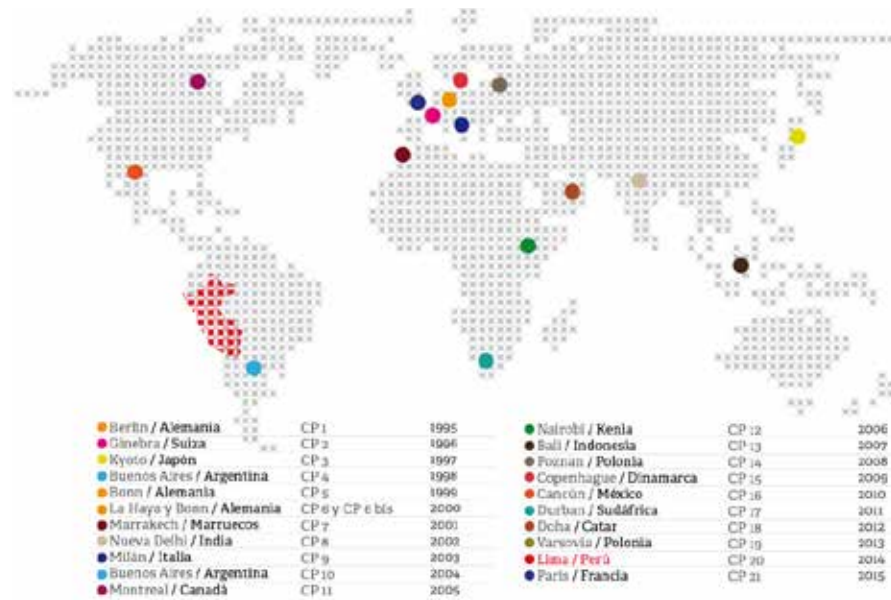 Berlín / Alemania CP 1 1995
Ginebra / Suiza CP 2 1996
Kyoto / Japón CP 3 1997
Buenos Aires / Argentina CP 4 1998
Bonn / Alemania CP 5 1999
La Haya y Bonn / Alemania CP 6 y CP 6 bis 2000
Marrakech / Marruecos CP 7 2001
Nueva Delhi / India CP 8 2002
Milán / Italia CP 9 2003
Buenos Aires / Argentina CP 10 2004
Montreal / Canadá CP 11 2005
Nairobi / Kenia CP 12 2006
Bali / Indonesia CP 13 2007
Poznan / Polonia CP 14 2008
Copenhague / Dinamarca CP 15 2009
Cancún / México CP 16 2010
Durban / Sudáfrica CP 17 2011
Doha / Catar CP 18 2012
Varsovia / Polonia CP 19 2013
Lima / Perú CP 20 2014
París / Francia CP 21 2015